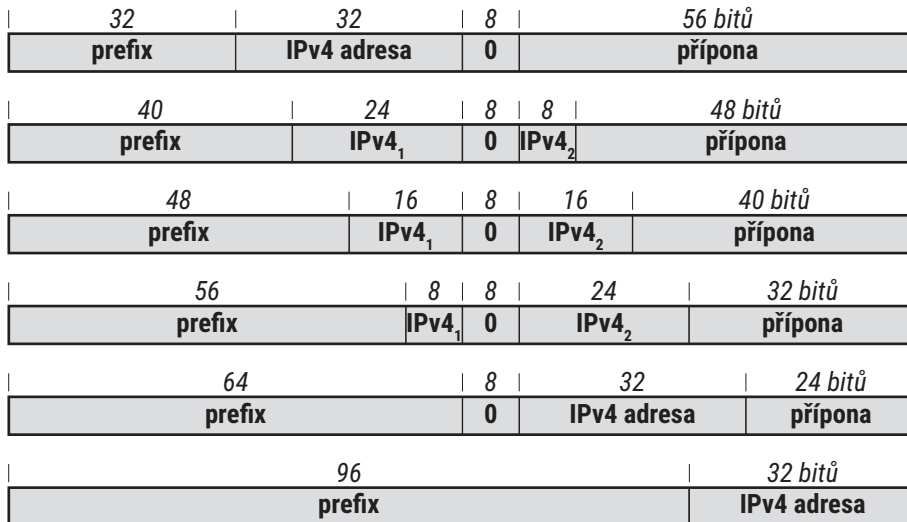 32 32 8 56 bitů
prefix IPv4 adresa 0 přípona
40 24 8 8 48 bitů
prefix IPv4₁ 0 IPv4₂ přípona
48 16 8 16 40 bitů
prefix IPv4₁ 0 IPv4₂ přípona
56 8 8 24 32 bitů
prefix IPv4₁ 0 IPv4₂ přípona
64 8 32 24 bitů
prefix 0 IPv4 adresa přípona
96 32 bitů
prefix IPv4 adresa